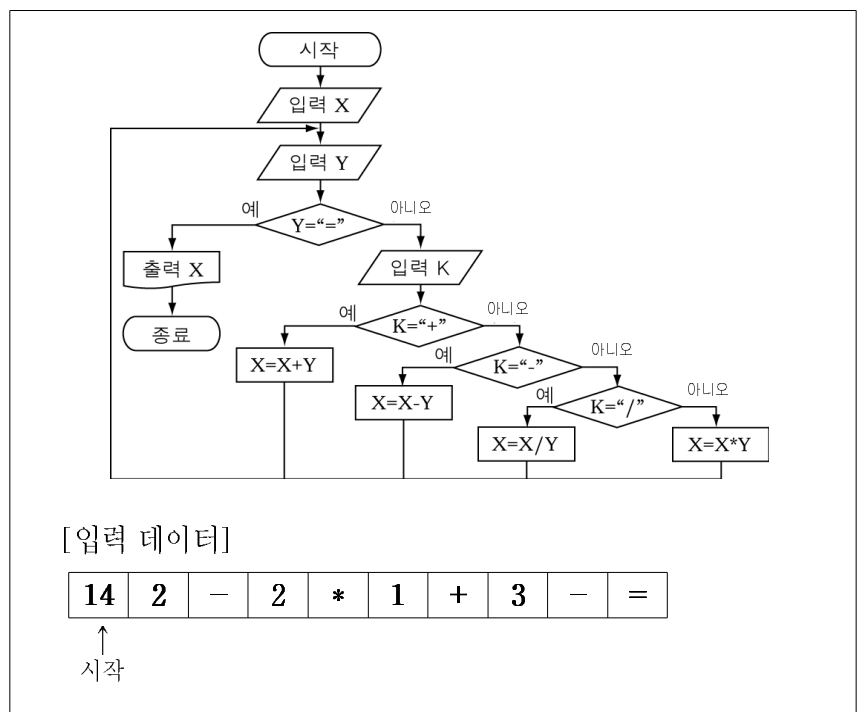 시작
입력 X
입력 Y
예
Y=“=”
아니오
출력 X
입력 K
예
K=“+”
아니오
종료
X=X+Y
예
K=“-”
아니오
X=X-Y
예
K=“/”
아니오
X=X/Y
X=X*Y
[입력 데이터]
14 2 − 2 * 1 + 3 − =
↑
시작